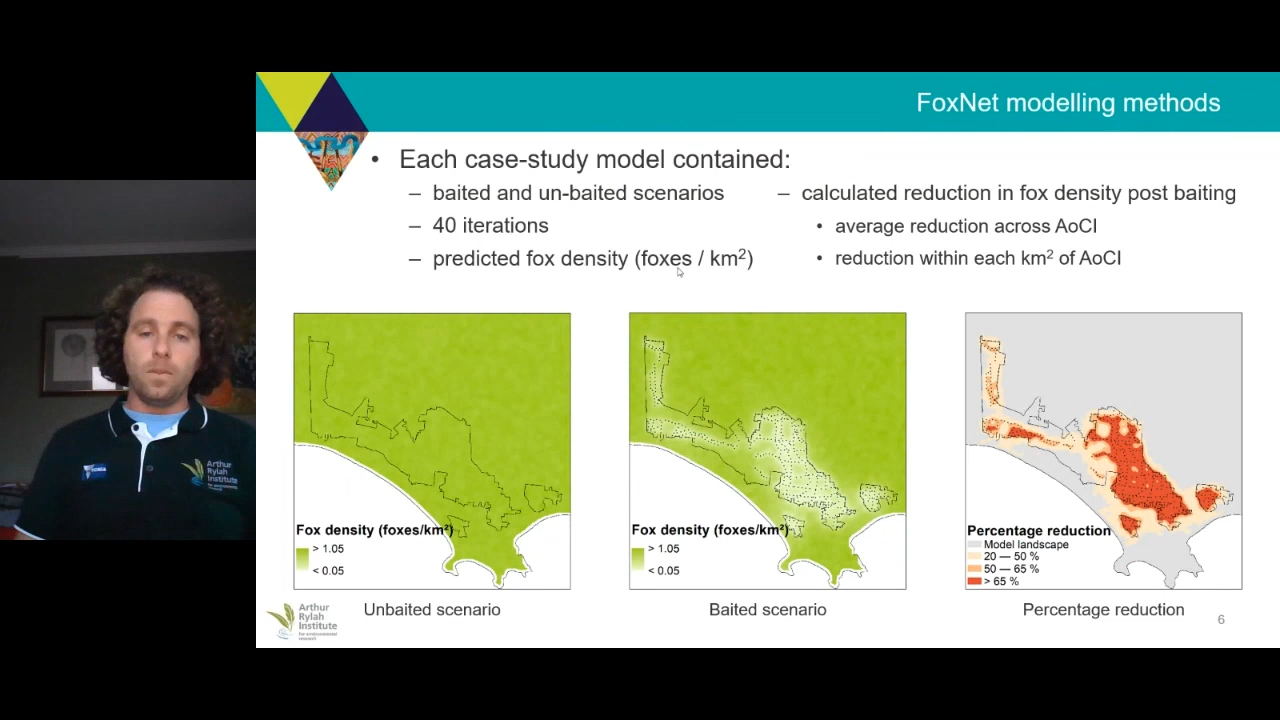 FoxNet modelling methods
• Each case-study model contained:
– baited and un-baited scenarios
– 40 iterations
– predicted fox density (foxes / km²)
– calculated reduction in fox density post baiting
• average reduction across AoCI
• reduction within each km² of AoCI
Fox density (foxes/km²)
> 1.05
< 0.05
Unbaited scenario
Fox density (foxes/km²)
> 1.05
< 0.05
Baited scenario
Percentage reduction
Model landscape
20 — 50 %
50 — 65 %
> 65 %
Percentage reduction
Arthur
Rylah
Institute
for environmental
research
6
Arthur
Rylah
Institute